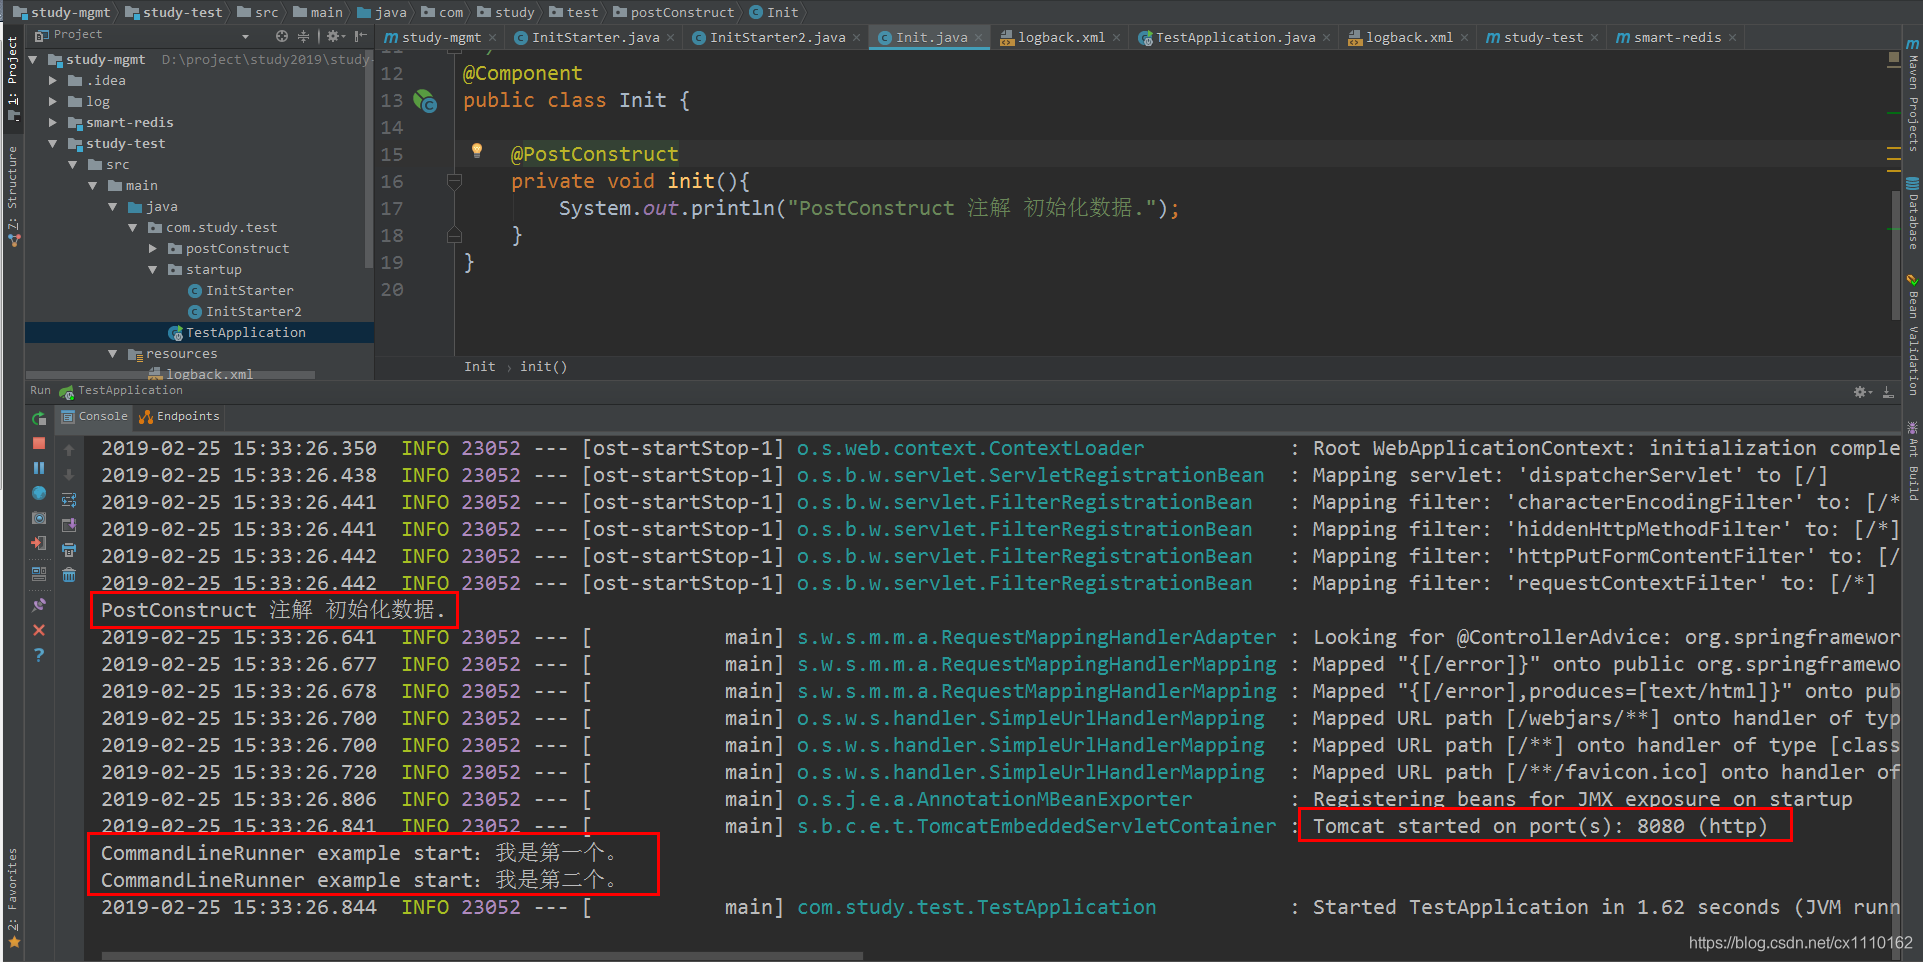 study-mgmt study-test src main java com study test postConstruct Init
Project
study-mgmt InitStarter.java InitStarter2.java Init.java logback.xml TestApplication.java logback.xml study-test smart-redis
1: Project
Z: Structure
2: Favorites
study-mgmt D:\project\study2019\study-
.idea
log
smart-redis
study-test
src
main
java
com.study.test
postConstruct
startup
InitStarter
InitStarter2
TestApplication
resources
logback.xml
11
12 @Component
13 public class Init {
14
15 @PostConstruct
16 private void init(){
17 System.out.println("PostConstruct 注解 初始化数据.");
18 }
19 }
20
Init › init()
Maven Projects
Database
Bean Validation
Ant Build
Run TestApplication
Console Endpoints
2019-02-25 15:33:26.350 INFO 23052 --- [ost-startStop-1] o.s.web.context.ContextLoader : Root WebApplicationContext: initialization comple
2019-02-25 15:33:26.438 INFO 23052 --- [ost-startStop-1] o.s.b.w.servlet.ServletRegistrationBean : Mapping servlet: 'dispatcherServlet' to [/]
2019-02-25 15:33:26.441 INFO 23052 --- [ost-startStop-1] o.s.b.w.servlet.FilterRegistrationBean : Mapping filter: 'characterEncodingFilter' to: [/*
2019-02-25 15:33:26.441 INFO 23052 --- [ost-startStop-1] o.s.b.w.servlet.FilterRegistrationBean : Mapping filter: 'hiddenHttpMethodFilter' to: [/*]
2019-02-25 15:33:26.442 INFO 23052 --- [ost-startStop-1] o.s.b.w.servlet.FilterRegistrationBean : Mapping filter: 'httpPutFormContentFilter' to: [/
2019-02-25 15:33:26.442 INFO 23052 --- [ost-startStop-1] o.s.b.w.servlet.FilterRegistrationBean : Mapping filter: 'requestContextFilter' to: [/*]
PostConstruct 注解 初始化数据.
2019-02-25 15:33:26.641 INFO 23052 --- [ main] s.w.s.m.m.a.RequestMappingHandlerAdapter : Looking for @ControllerAdvice: org.springframewor
2019-02-25 15:33:26.677 INFO 23052 --- [ main] s.w.s.m.m.a.RequestMappingHandlerMapping : Mapped "{[/error]}" onto public org.springframewo
2019-02-25 15:33:26.678 INFO 23052 --- [ main] s.w.s.m.m.a.RequestMappingHandlerMapping : Mapped "{[/error],produces=[text/html]}" onto pub
2019-02-25 15:33:26.700 INFO 23052 --- [ main] o.s.w.s.handler.SimpleUrlHandlerMapping : Mapped URL path [/webjars/**] onto handler of typ
2019-02-25 15:33:26.700 INFO 23052 --- [ main] o.s.w.s.handler.SimpleUrlHandlerMapping : Mapped URL path [/**] onto handler of type [class
2019-02-25 15:33:26.720 INFO 23052 --- [ main] o.s.w.s.handler.SimpleUrlHandlerMapping : Mapped URL path [/**/favicon.ico] onto handler of
2019-02-25 15:33:26.806 INFO 23052 --- [ main] o.s.j.e.a.AnnotationMBeanExporter : Registering beans for JMX exposure on startup
2019-02-25 15:33:26.841 INFO 23052 --- [ main] s.b.c.e.t.TomcatEmbeddedServletContainer : Tomcat started on port(s): 8080 (http)
CommandLineRunner example start：我是第一个。
CommandLineRunner example start：我是第二个。
2019-02-25 15:33:26.844 INFO 23052 --- [ main] com.study.test.TestApplication : Started TestApplication in 1.62 seconds (JVM runn
https://blog.csdn.net/cx1110162